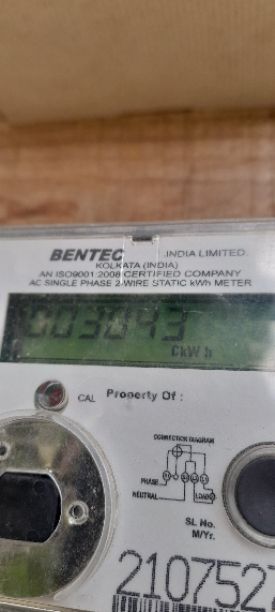 BENTEC INDIA LIMITED.
KOLKATA (INDIA)
AN ISO9001:2008 CERTIFIED COMPANY
AC SINGLE PHASE 2 WIRE STATIC kWh METER
003043
CkWh
CAL
Property Of :
CONNECTION DIAGRAM
PHASE
NEUTRAL
LOAD
SL. No.
M/Yr.